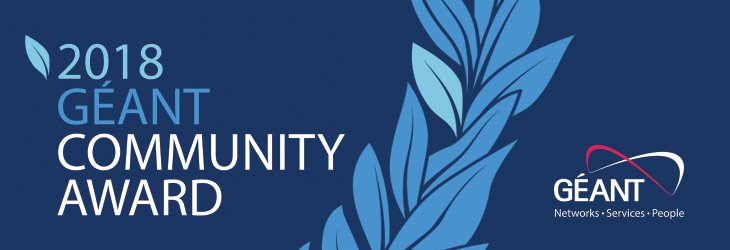 2018
GÉANT
COMMUNITY
AWARD
GÉANT
Networks • Services • People